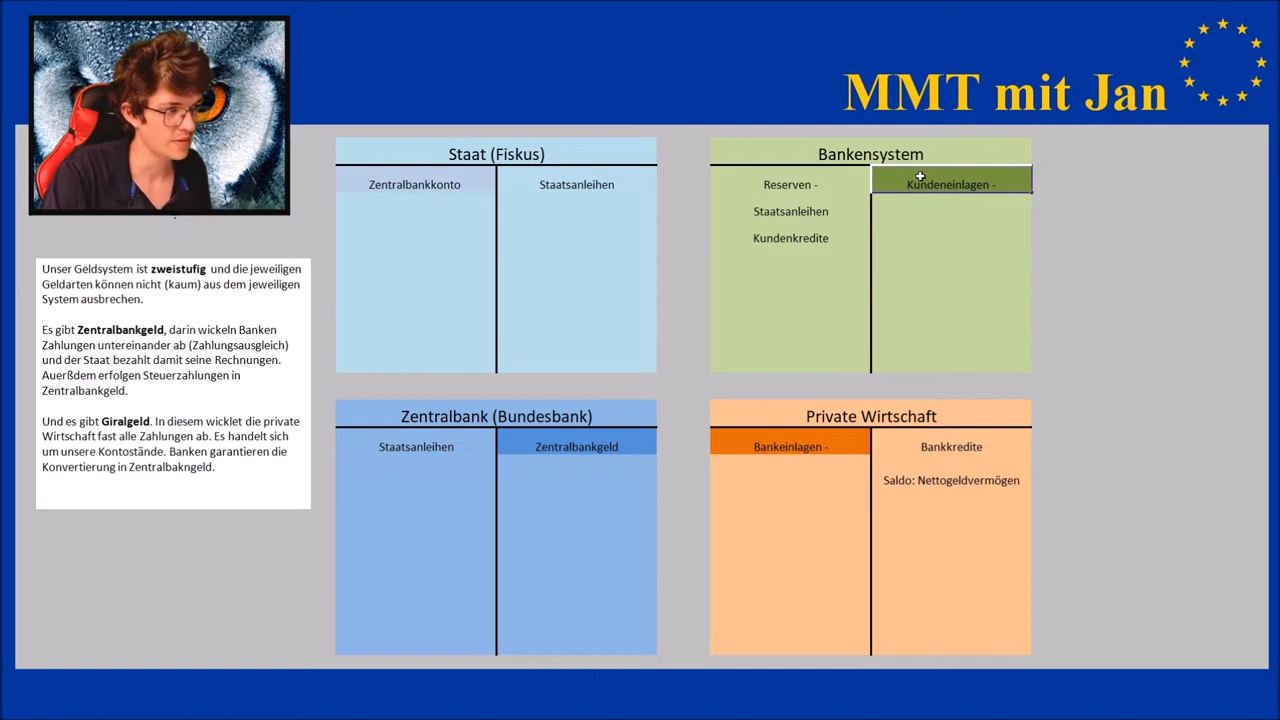 MMT mit Jan
Staat (Fiskus)
Zentralbankkonto
Staatsanleihen
Bankensystem
Reserven -
Kundeneinlagen -
Staatsanleihen
Kundenkredite
Unser Geldsystem ist zweistufig und die jeweiligen
Geldarten können nicht (kaum) aus dem jeweiligen
System ausbrechen.
Es gibt Zentralbankgeld, darin wickeln Banken
Zahlungen untereinander ab (Zahlungsausgleich)
und der Staat bezahlt damit seine Rechnungen.
Auerßdem erfolgen Steuerzahlungen in
Zentralbankgeld.
Und es gibt Giralgeld. In diesem wicklet die private
Wirtschaft fast alle Zahlungen ab. Es handelt sich
um unsere Kontostände. Banken garantieren die
Konvertierung in Zentralbakngeld.
Zentralbank (Bundesbank)
Staatsanleihen
Zentralbankgeld
Private Wirtschaft
Bankeinlagen -
Bankkredite
Saldo: Nettogeldvermögen